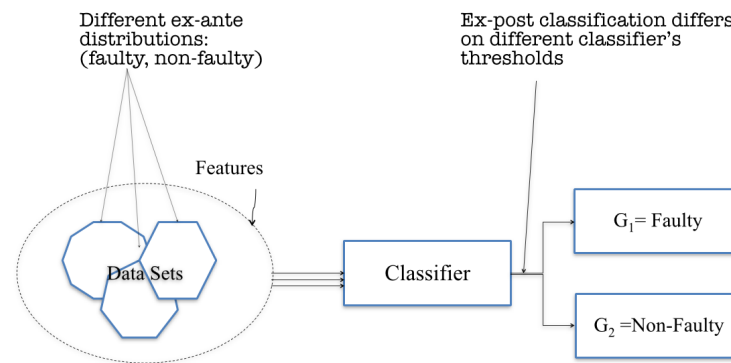 Different ex-ante
distributions:
(faulty, non-faulty)
Ex-post classification differs
on different classifier's
thresholds
Features
Data Sets
Classifier
G₁= Faulty
G₂ =Non-Faulty